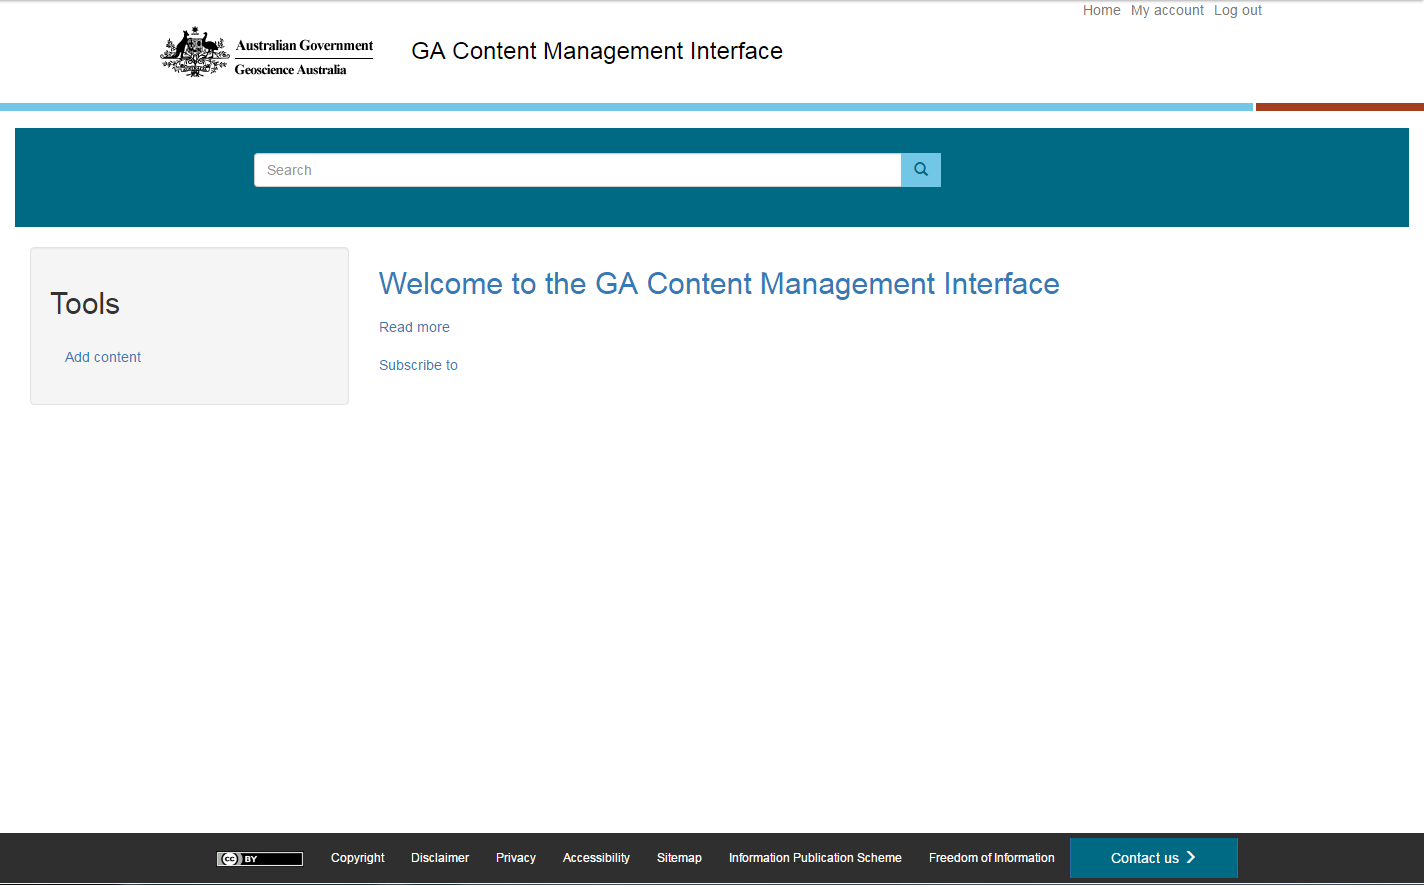 Home My account Log out
Australian Government
Geoscience Australia
GA Content Management Interface
Search
Tools
Add content
Welcome to the GA Content Management Interface
Read more
Subscribe to
cc BY
Copyright Disclaimer Privacy Accessibility Sitemap Information Publication Scheme Freedom of Information Contact us